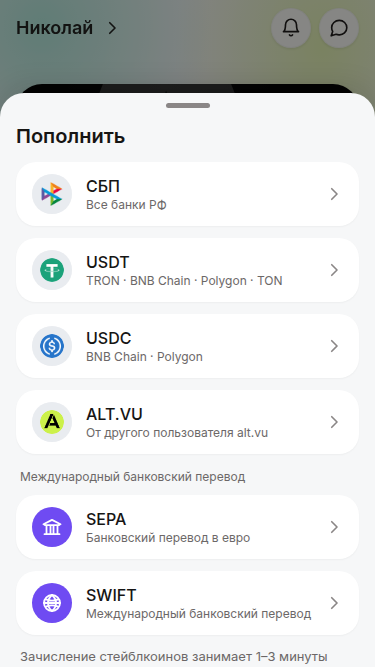 Николай
Пополнить
СБП
Все банки РФ
USDT
TRON · BNB Chain · Polygon · TON
USDC
BNB Chain · Polygon
ALT.VU
От другого пользователя alt.vu
Международный банковский перевод
SEPA
Банковский перевод в евро
SWIFT
Международный банковский перевод
Зачисление стейблкоинов занимает 1–3 минуты